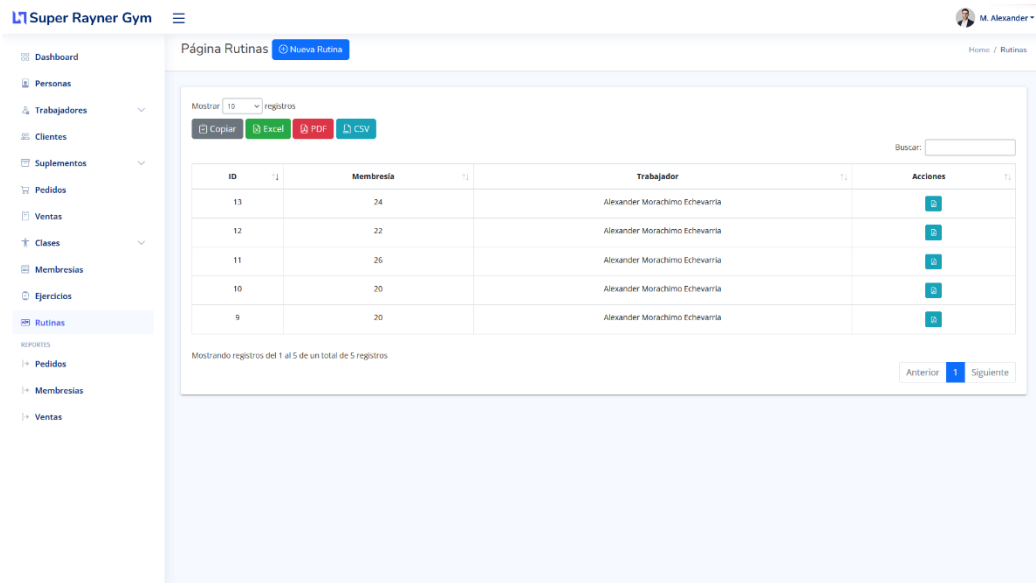 Super Rayner Gym
M. Alexander
Dashboard
Personas
Trabajadores
Clientes
Suplementos
Pedidos
Ventas
Clases
Membresías
Ejercicios
Rutinas
REPORTES
Pedidos
Membresías
Ventas
Página Rutinas Nueva Rutina
Home / Rutinas
Mostrar 10 registros
Copiar Excel PDF CSV
Buscar:
ID Membresía Trabajador Acciones
13 24 Alexander Morachimo Echevarria
12 22 Alexander Morachimo Echevarria
11 26 Alexander Morachimo Echevarria
10 20 Alexander Morachimo Echevarria
9 20 Alexander Morachimo Echevarria
Mostrando registros del 1 al 5 de un total de 5 registros
Anterior 1 Siguiente